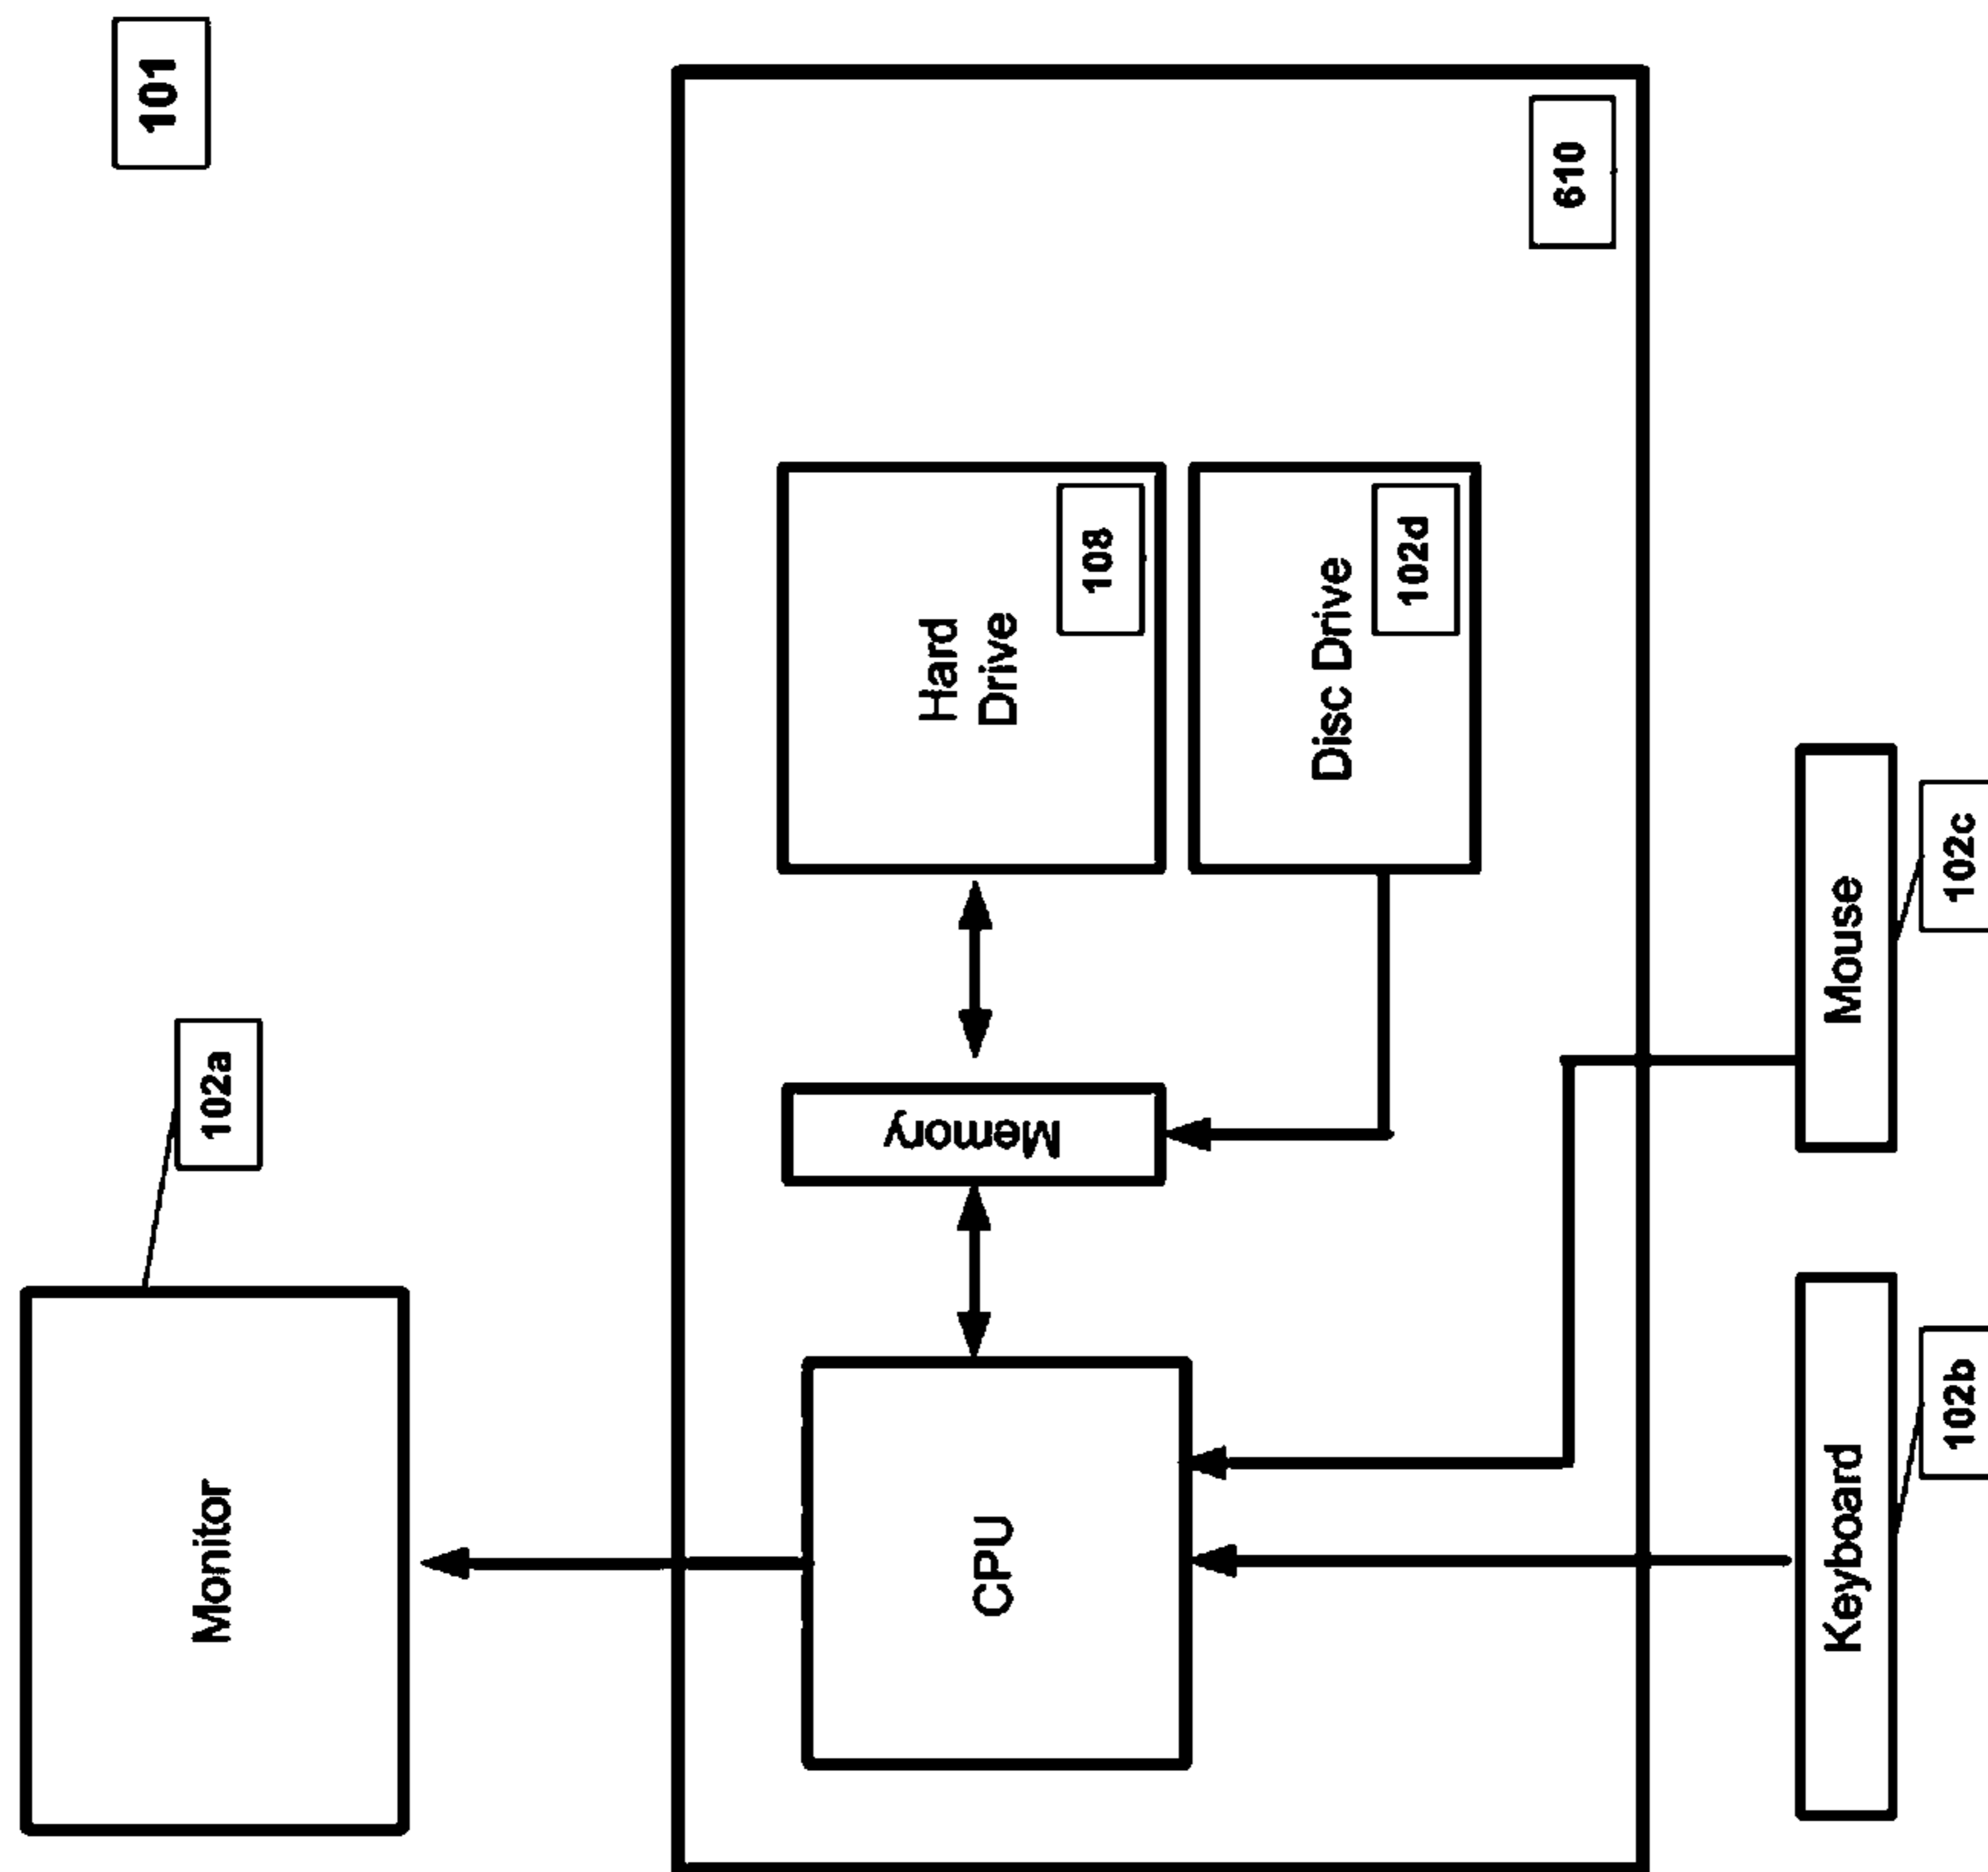 101
Monitor
102a
610
CPU
Memory
Hard
Drive
108
Disc Drive
102d
Keyboard
102b
Mouse
102c